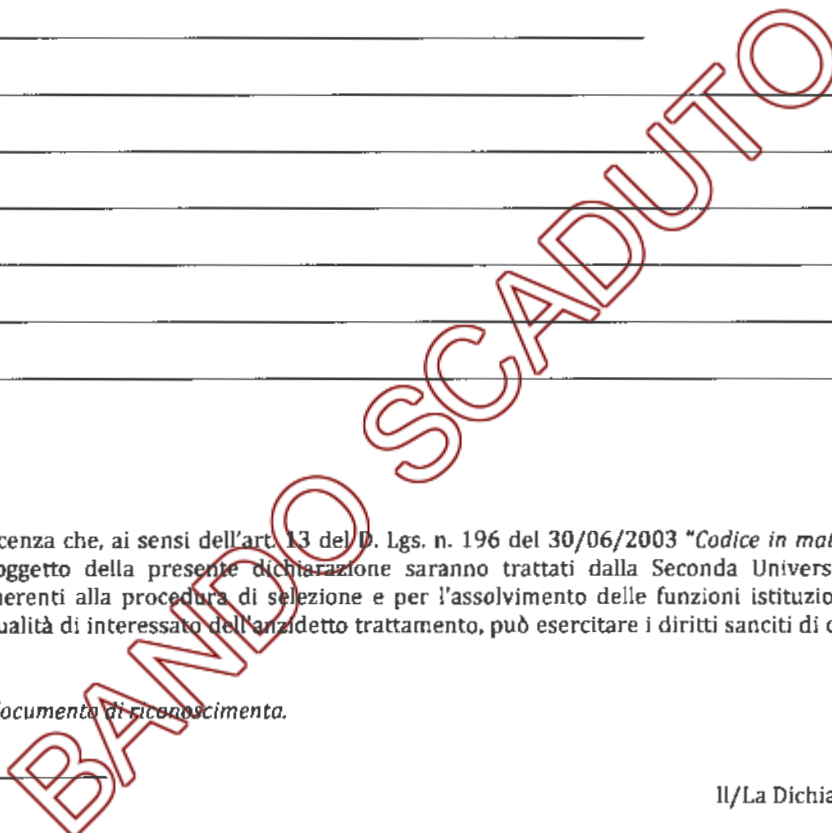 BANDO SCADUTO
cenza che, ai sensi dell'art. 13 del D. Lgs. n. 196 del 30/06/2003 "Codice in mat
oggetto della presente dichiarazione saranno trattati dalla Seconda Univers
nerenti alla procedura di selezione e per l'assolvimento delle funzioni istituzio
ualità di interessato dell'anzidetto trattamento, può esercitare i diritti sanciti di c
ocumento di riconoscimento.
Il/La Dichia